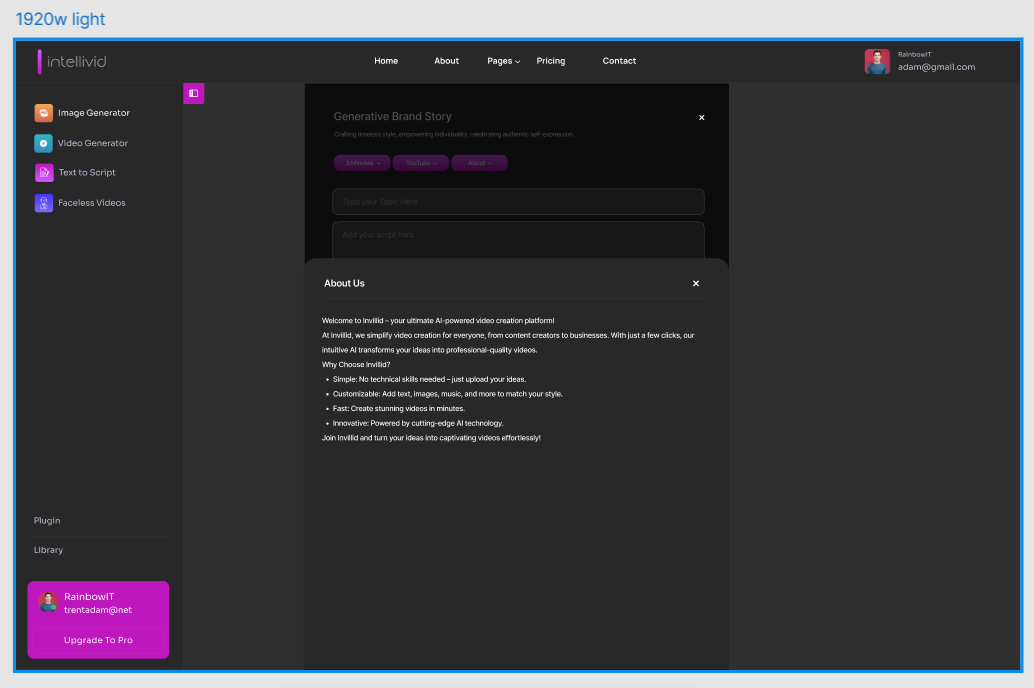 1920w light
intellivid
Home About Pages Pricing Contact
RainbowIT
adam@gmail.com
Image Generator
Video Generator
Text to Script
Faceless Videos
Generative Brand Story
Crafting timeless style, empowering individuality, celebrating authentic self-expression.
3 Minutes YouTube About
Type your Topic Here
Add your script here.
About Us
Welcome to Invillid – your ultimate AI-powered video creation platform!
At Invillid, we simplify video creation for everyone, from content creators to businesses. With just a few clicks, our
intuitive AI transforms your ideas into professional-quality videos.
Why Choose Invillid?
• Simple: No technical skills needed – just upload your ideas.
• Customizable: Add text, images, music, and more to match your style.
• Fast: Create stunning videos in minutes.
• Innovative: Powered by cutting-edge AI technology.
Join Invillid and turn your ideas into captivating videos effortlessly!
Plugin
Library
RainbowIT
trentadam@net
Upgrade To Pro